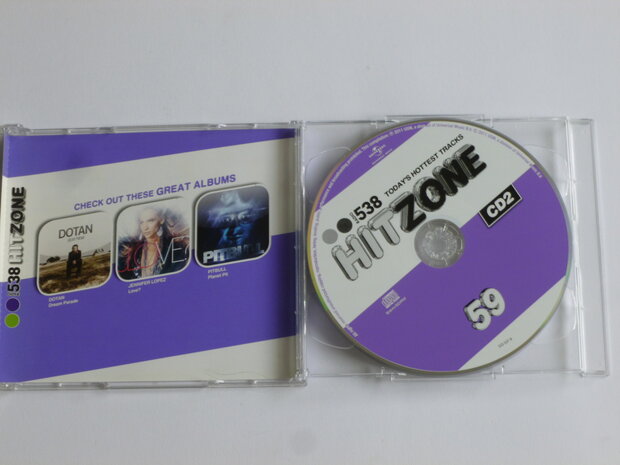 538 HITZONE
CHECK OUT THESE GREAT ALBUMS
DOTAN
LOVE?
PITBULL
DOTAN
Dream Parade
JENNIFER LOPEZ
Love?
PITBULL
Planet Pit
538 TODAY'S HOTTEST TRACKS
HITZONE
CD2
59